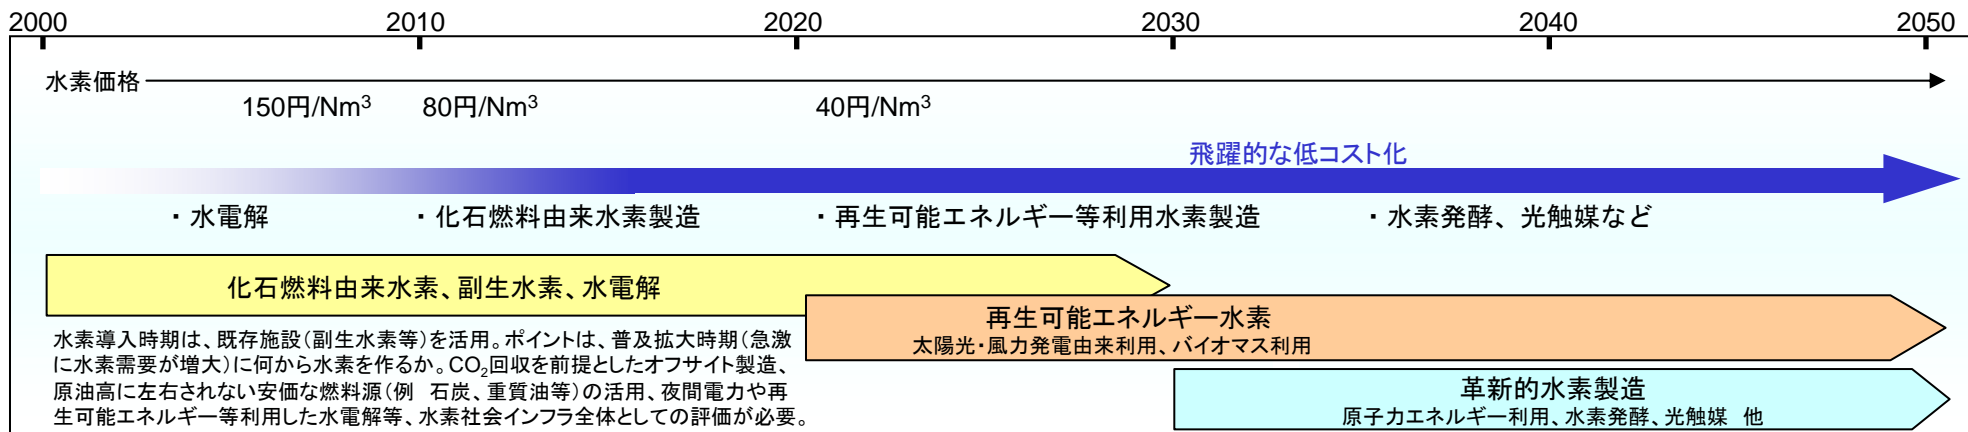 2000 2010 2020 2030 2040 2050
水素価格
150円/Nm³ 80円/Nm³ 40円/Nm³
飛躍的な低コスト化
・水電解 ・化石燃料由来水素製造 ・再生可能エネルギー等利用水素製造 ・水素発酵、光触媒など
化石燃料由来水素、副生水素、水電解
再生可能エネルギー水素
太陽光・風力発電由来利用、バイオマス利用
水素導入時期は、既存施設（副生水素等）を活用。ポイントは、普及拡大時期（急激
に水素需要が増大）に何から水素を作るか。CO₂回収を前提としたオフサイト製造、
原油高に左右されない安価な燃料源（例　石炭、重質油等）の活用、夜間電力や再
生可能エネルギー等利用した水電解等、水素社会インフラ全体としての評価が必要。
革新的水素製造
原子力エネルギー利用、水素発酵、光触媒　他